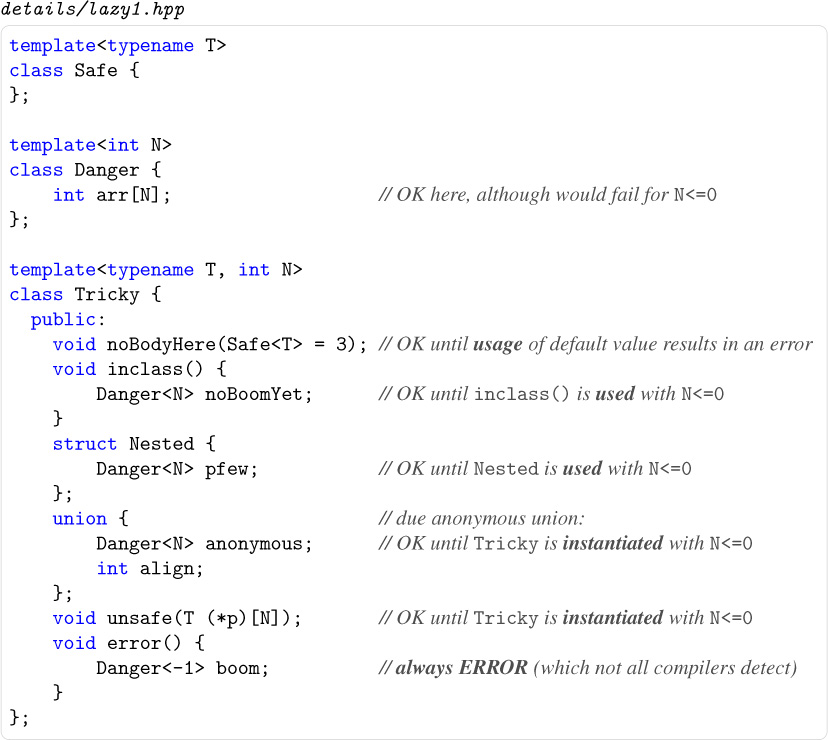 details/lazy1.hpp
template<typename T>
class Safe {
};
template<int N>
class Danger {
    int arr[N];                    // OK here, although would fail for N<=0
};
template<typename T, int N>
class Tricky {
  public:
    void noBodyHere(Safe<T> = 3);  // OK until usage of default value results in an error
    void inclass() {
        Danger<N> noBoomYet;       // OK until inclass() is used with N<=0
    }
    struct Nested {
        Danger<N> pfew;            // OK until Nested is used with N<=0
    };
    union {                        // due anonymous union:
        Danger<N> anonymous;       // OK until Tricky is instantiated with N<=0
        int align;
    };
    void unsafe(T (*p)[N]);        // OK until Tricky is instantiated with N<=0
    void error() {
        Danger<-1> boom;           // always ERROR (which not all compilers detect)
    }
};